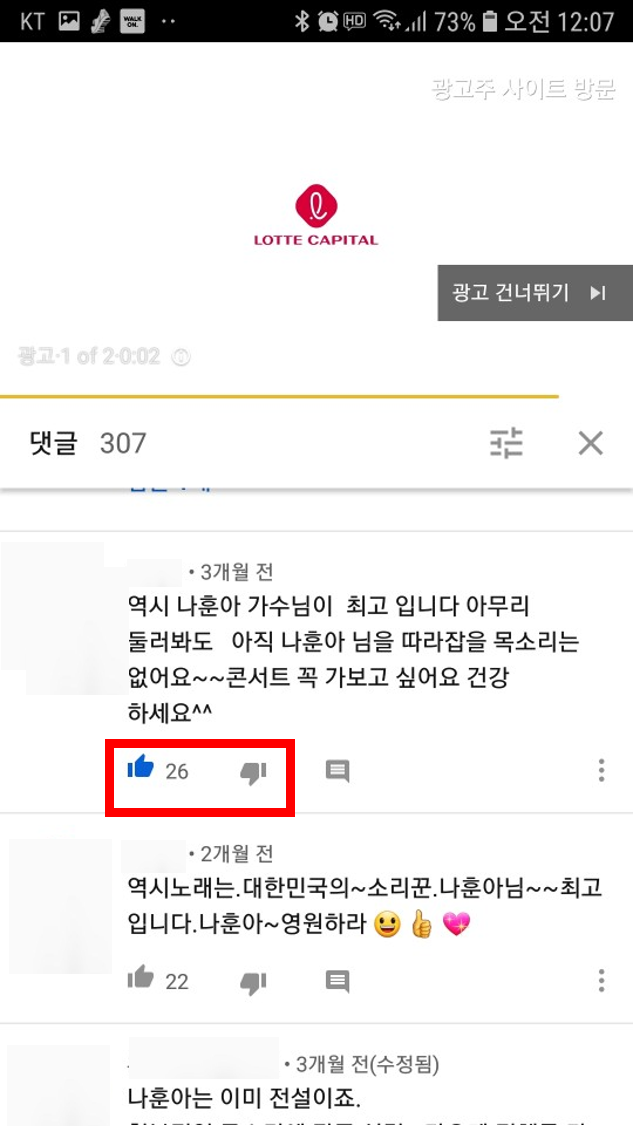 KT WALK ON. HD 73% 오전 12:07
광고주 사이트 방문
LOTTE CAPITAL
광고 건너뛰기
광고·1 of 2·0:02
댓글 307
• 3개월 전
역시 나훈아 가수님이 최고 입니다 아무리
둘러봐도 아직 나훈아 님을 따라잡을 목소리는
없어요~~콘서트 꼭 가보고 싶어요 건강
하세요^^
26
• 2개월 전
역시노래는.대한민국의~소리꾼.나훈아님~~최고
입니다.나훈아~영원하라 😀👍💖
22
• 3개월 전(수정됨)
나훈아는 이미 전설이죠.